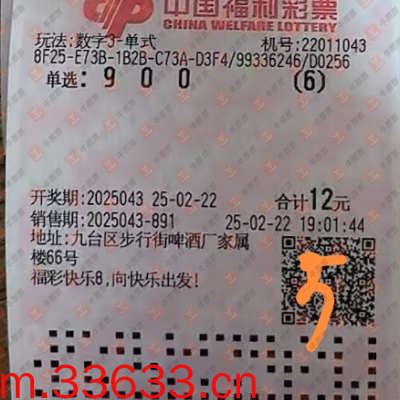 中国福利彩票
CHINA WELFARE LOTTERY
玩法:数字3-单式 机号:22011043
8F25-E73B-1B2B-C73A-D3F4/99336246/D0256
单选: 9 0 0 (6)
开奖期:2025043 25-02-22 合计12元
销售期:2025043-891 25-02-22 19:01:44
地址:九台区步行街啤酒厂家属
楼66号
福彩快乐8,向快乐出发!
m.33633.cn